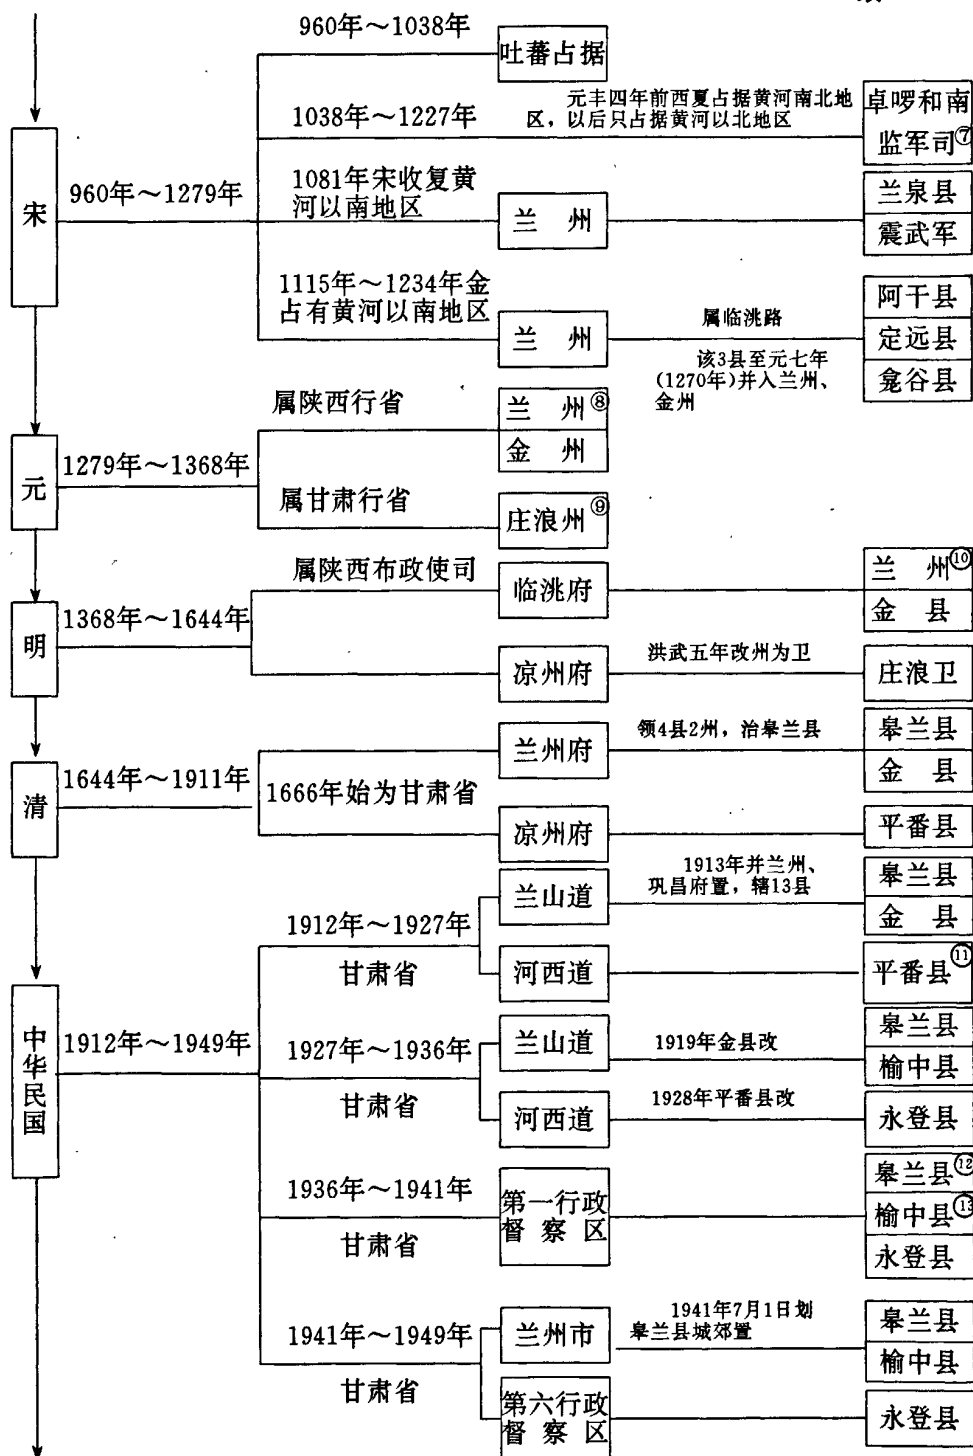 960年～1038年
吐蕃占据
1038年～1227年
元丰四年前西夏占据黄河南北地
区，以后只占据黄河以北地区
卓啰和南
监军司⑦
宋
960年～1279年
1081年宋收复黄
河以南地区
兰　州
兰泉县
震武军
1115年～1234年金
占有黄河以南地区
兰　州
属临洮路
该3县至元七年
(1270年)并入兰州、
金州
阿干县
定远县
龛谷县
元
1279年～1368年
属陕西行省
兰　州⑧
金　州
属甘肃行省
庄浪州⑨
明
1368年～1644年
属陕西布政使司
临洮府
兰　州⑩
金　县
凉州府
洪武五年改州为卫
庄浪卫
清
1644年～1911年
1666年始为甘肃省
兰州府
领4县2州，治皋兰县
皋兰县
金　县
凉州府
平番县
中华民国
1912年～1949年
1912年～1927年
甘肃省
兰山道
1913年并兰州、
巩昌府置，辖13县
皋兰县
金　县
河西道
平番县⑪
1927年～1936年
甘肃省
兰山道
1919年金县改
皋兰县
榆中县
河西道
1928年平番县改
永登县
1936年～1941年
甘肃省
第一行政
督 察 区
皋兰县⑫
榆中县⑬
永登县
1941年～1949年
甘肃省
兰州市
1941年7月1日划
皋兰县城郊置
皋兰县
榆中县
第六行政
督 察 区
永登县